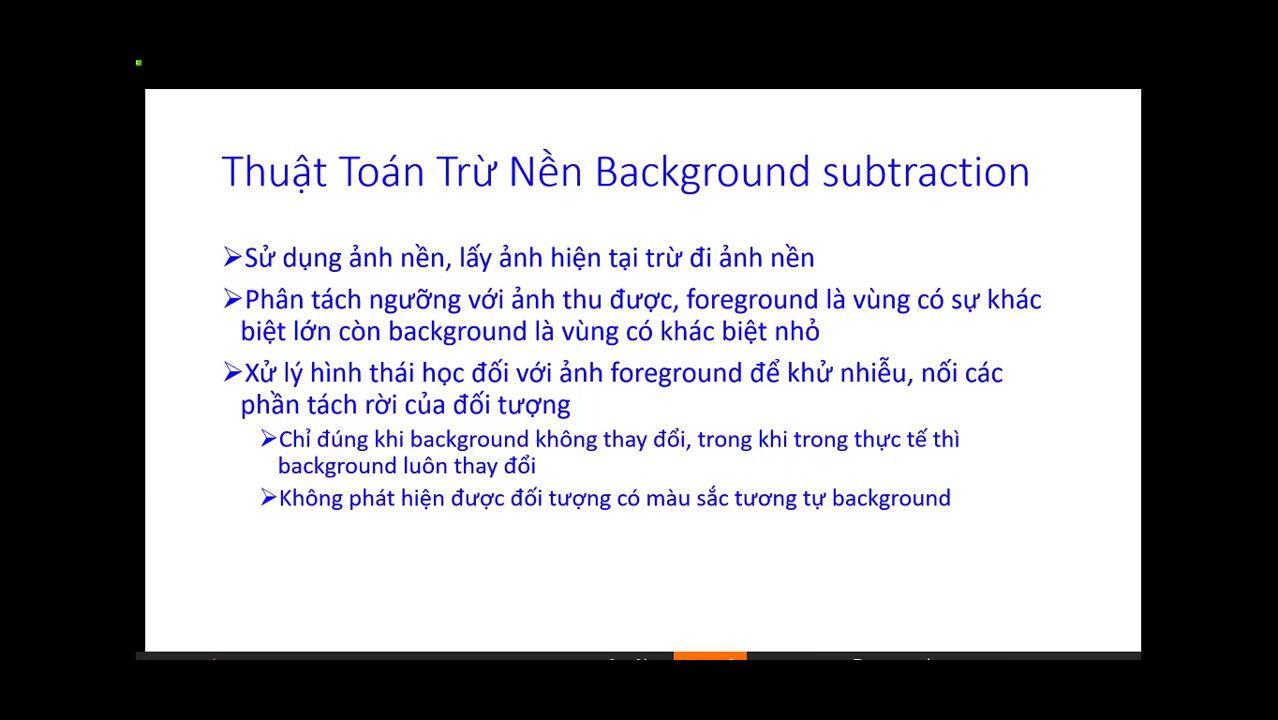 Thuật Toán Trừ Nền Background subtraction
➢Sử dụng ảnh nền, lấy ảnh hiện tại trừ đi ảnh nền
➢Phân tách ngưỡng với ảnh thu được, foreground là vùng có sự khác
biệt lớn còn background là vùng có khác biệt nhỏ
➢Xử lý hình thái học đối với ảnh foreground để khử nhiễu, nối các
phần tách rời của đối tượng
➢Chỉ đúng khi background không thay đổi, trong khi trong thực tế thì
background luôn thay đổi
➢Không phát hiện được đối tượng có màu sắc tương tự background